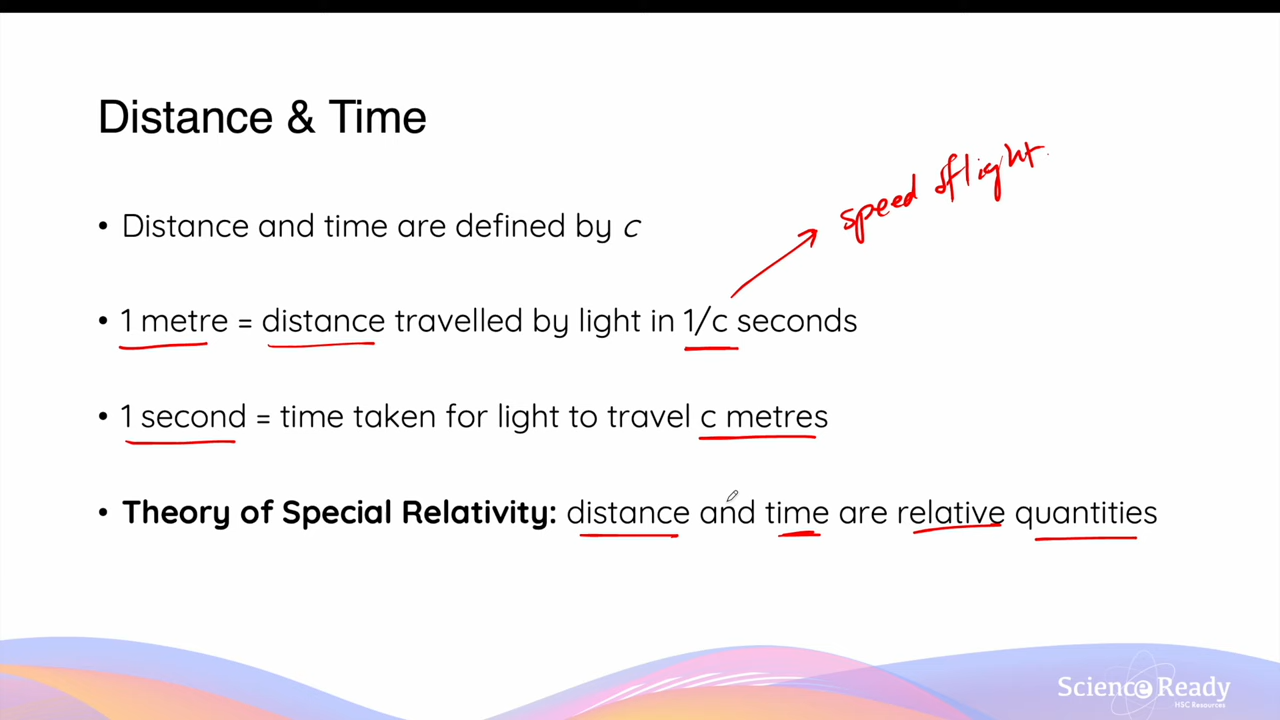 Distance & Time
speed of light
• Distance and time are defined by c
• 1 metre = distance travelled by light in 1/c seconds
• 1 second = time taken for light to travel c metres
• Theory of Special Relativity: distance and time are relative quantities
Science Ready
HSC Resources